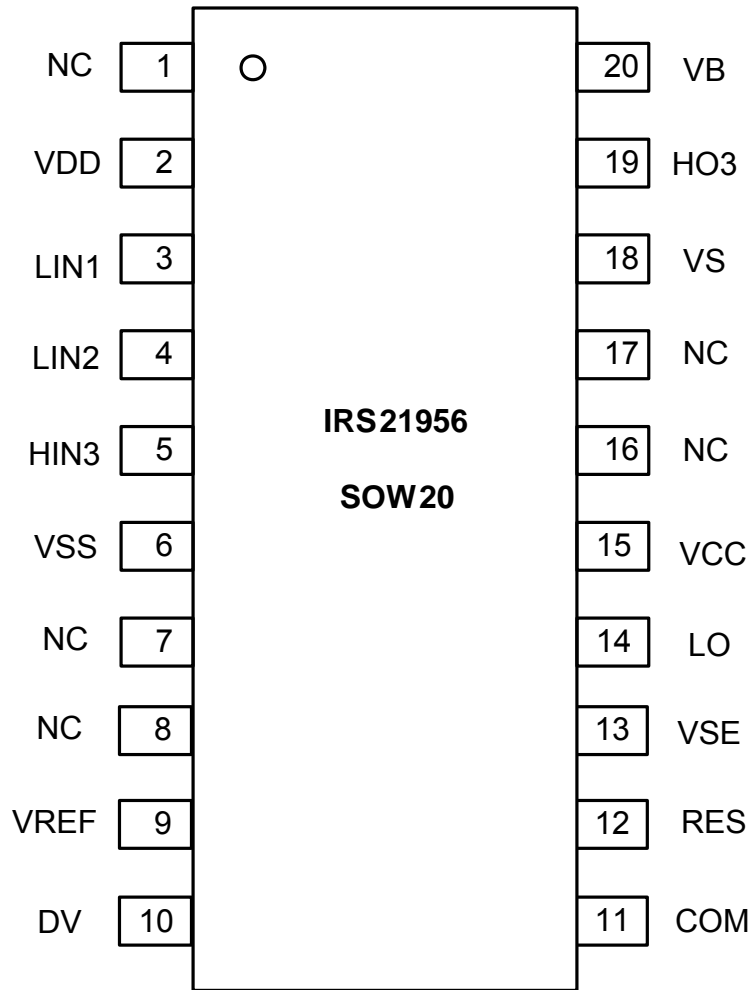 NC 1 20 VB
VDD 2 19 HO3
LIN1 3 18 VS
LIN2 4 17 NC
IRS21956
HIN3 5 16 NC
SOW20
VSS 6 15 VCC
NC 7 14 LO
NC 8 13 VSE
VREF 9 12 RES
DV 10 11 COM